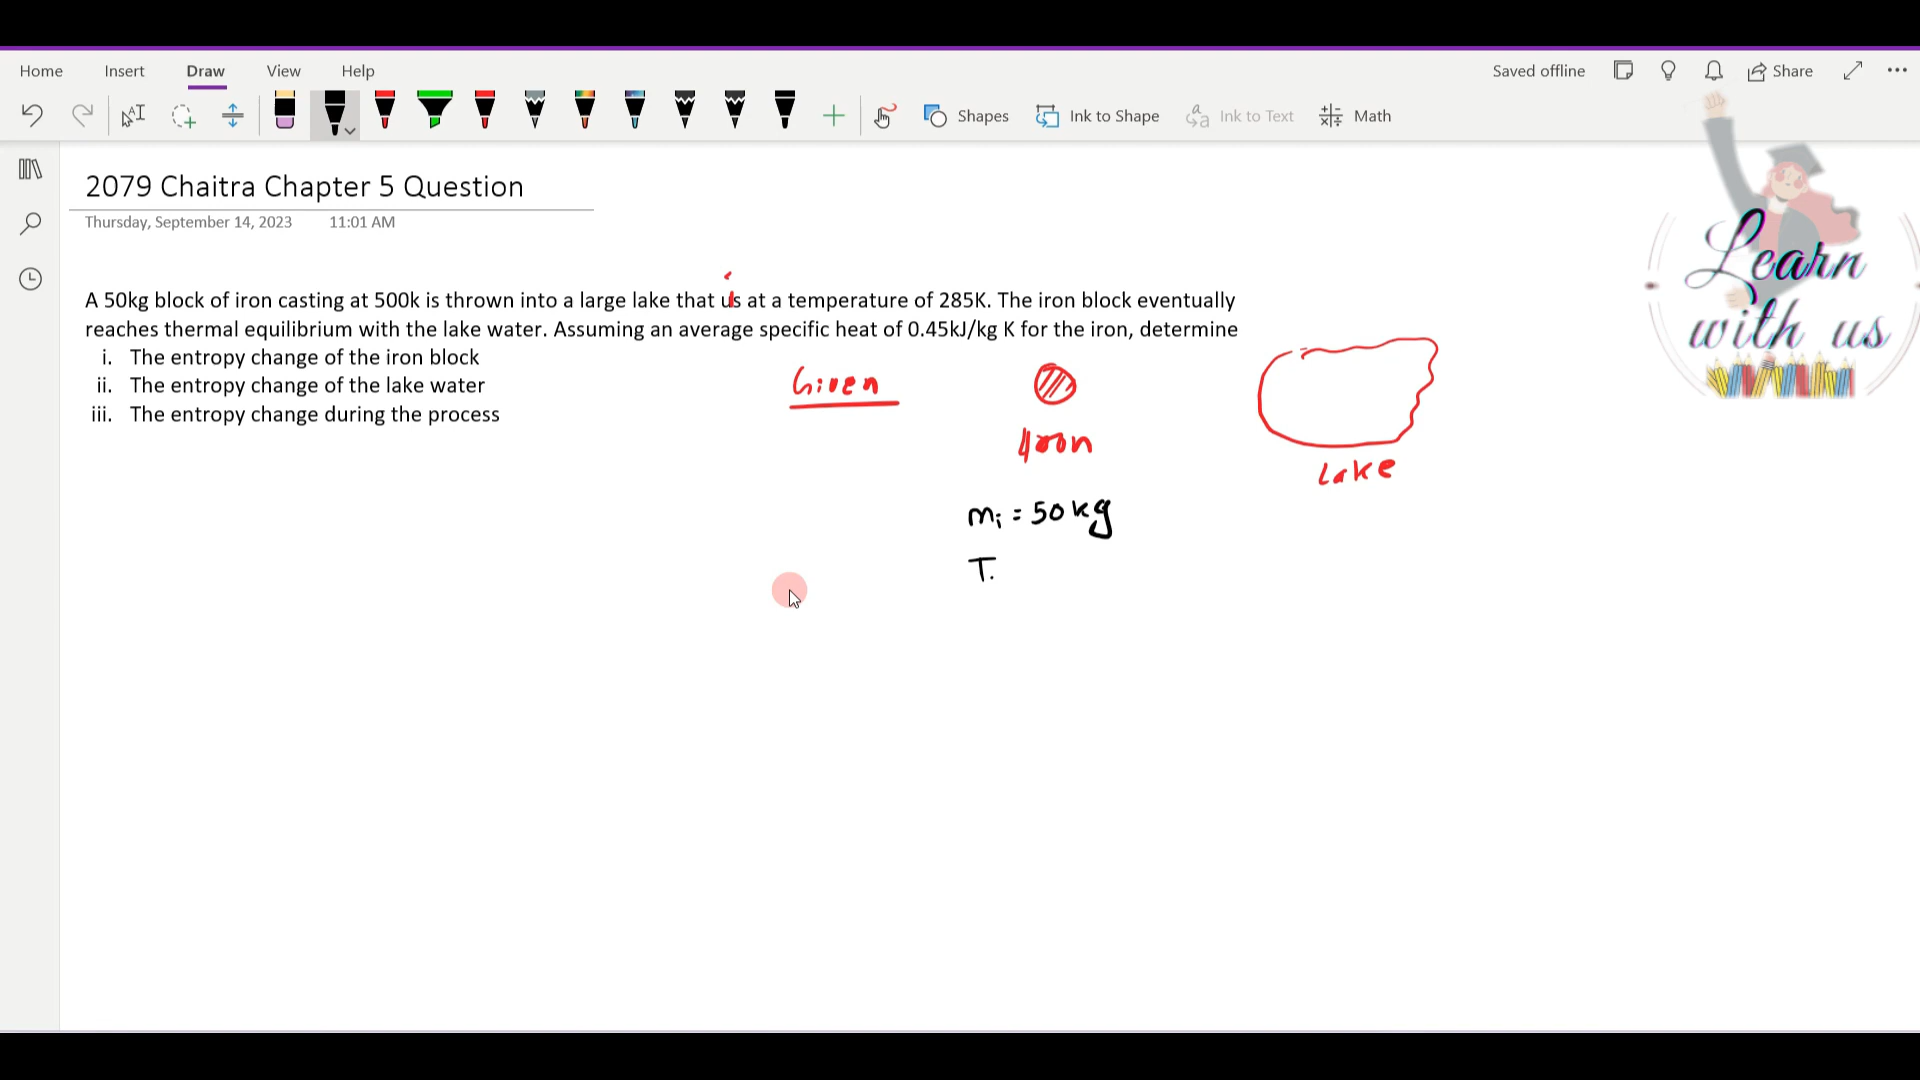 Home Insert Draw View Help Saved offline Share
Shapes Ink to Shape Ink to Text Math
2079 Chaitra Chapter 5 Question
Thursday, September 14, 2023 11:01 AM
A 50kg block of iron casting at 500k is thrown into a large lake that is at a temperature of 285K. The iron block eventually
reaches thermal equilibrium with the lake water. Assuming an average specific heat of 0.45kJ/kg K for the iron, determine
i. The entropy change of the iron block
ii. The entropy change of the lake water
iii. The entropy change during the process
Given
Iron
Lake
mi = 50kg
T.
Learn
with us